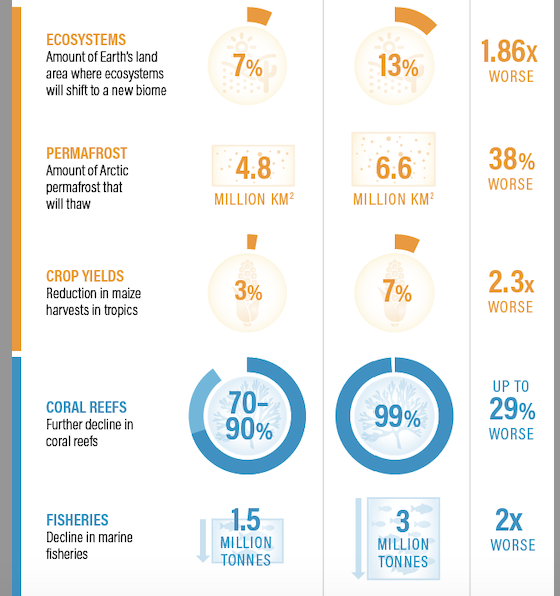 ECOSYSTEMS
Amount of Earth's land
area where ecosystems
will shift to a new biome
7%
13%
1.86x
WORSE
PERMAFROST
Amount of Arctic
permafrost that
will thaw
4.8
MILLION KM²
6.6
MILLION KM²
38%
WORSE
CROP YIELDS
Reduction in maize
harvests in tropics
3%
7%
2.3x
WORSE
CORAL REEFS
Further decline in
coral reefs
70–
90%
99%
UP TO
29%
WORSE
FISHERIES
Decline in marine
fisheries
1.5
MILLION
TONNES
3
MILLION
TONNES
2x
WORSE